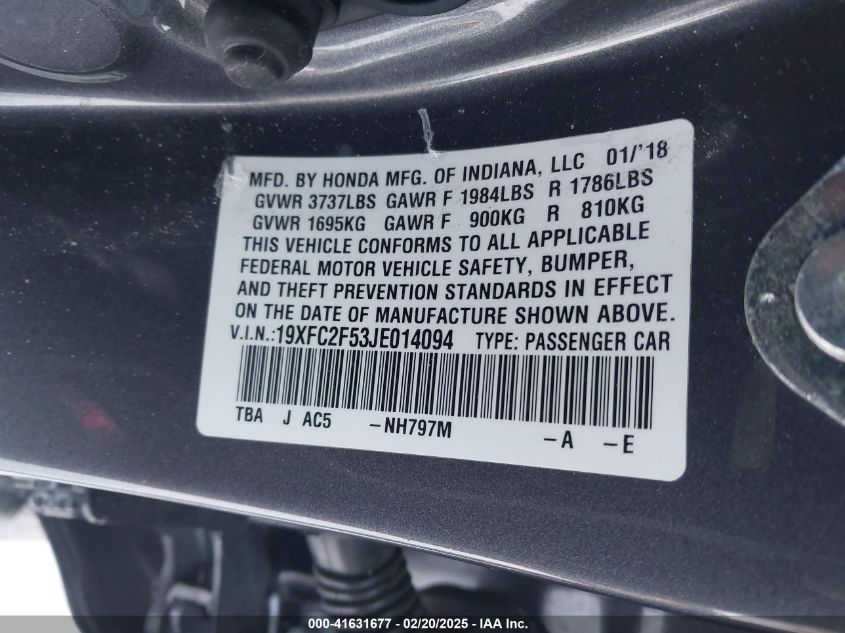 MFD. BY HONDA MFG. OF INDIANA, LLC 01/'18
GVWR 3737LBS GAWR F 1984LBS R 1786LBS
GVWR 1695KG GAWR F 900KG R 810KG
THIS VEHICLE CONFORMS TO ALL APPLICABLE
FEDERAL MOTOR VEHICLE SAFETY, BUMPER,
AND THEFT PREVENTION STANDARDS IN EFFECT
ON THE DATE OF MANUFACTURE SHOWN ABOVE.
V.I.N.:19XFC2F53JE014094 TYPE: PASSENGER CAR
TBA J AC5 -NH797M -A -E
000-41631677 - 02/20/2025 - IAA Inc.